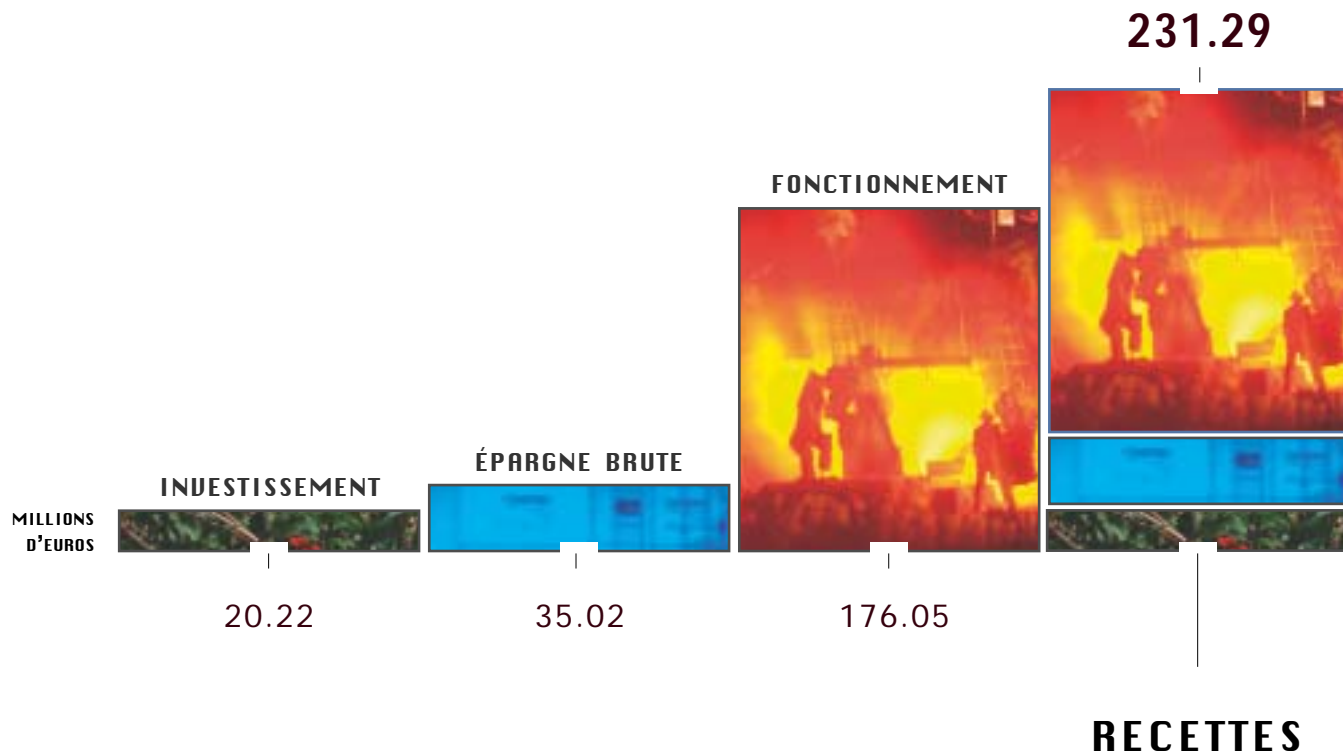 231.29
FONCTIONNEMENT
ÉPARGNE BRUTE
INVESTISSEMENT
MILLIONS
D'EUROS
20.22
35.02
176.05
RECETTES